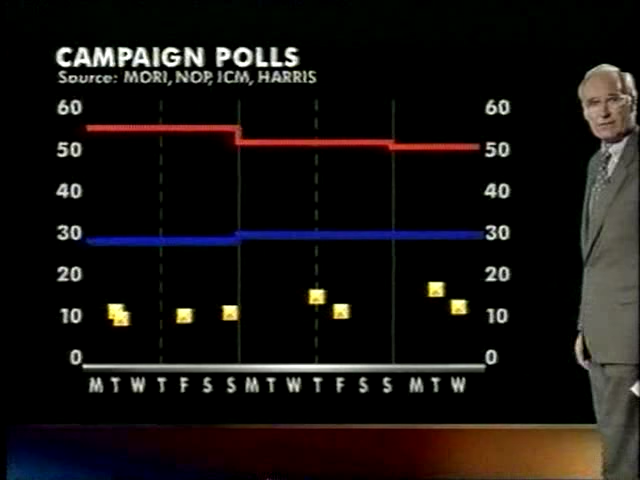 CAMPAIGN POLLS
Source: MORI, NOP, ICM, HARRIS
60 60
50 50
40 40
30 30
20 20
10 10
0 0
M T W T F S S M T W T F S S M T W